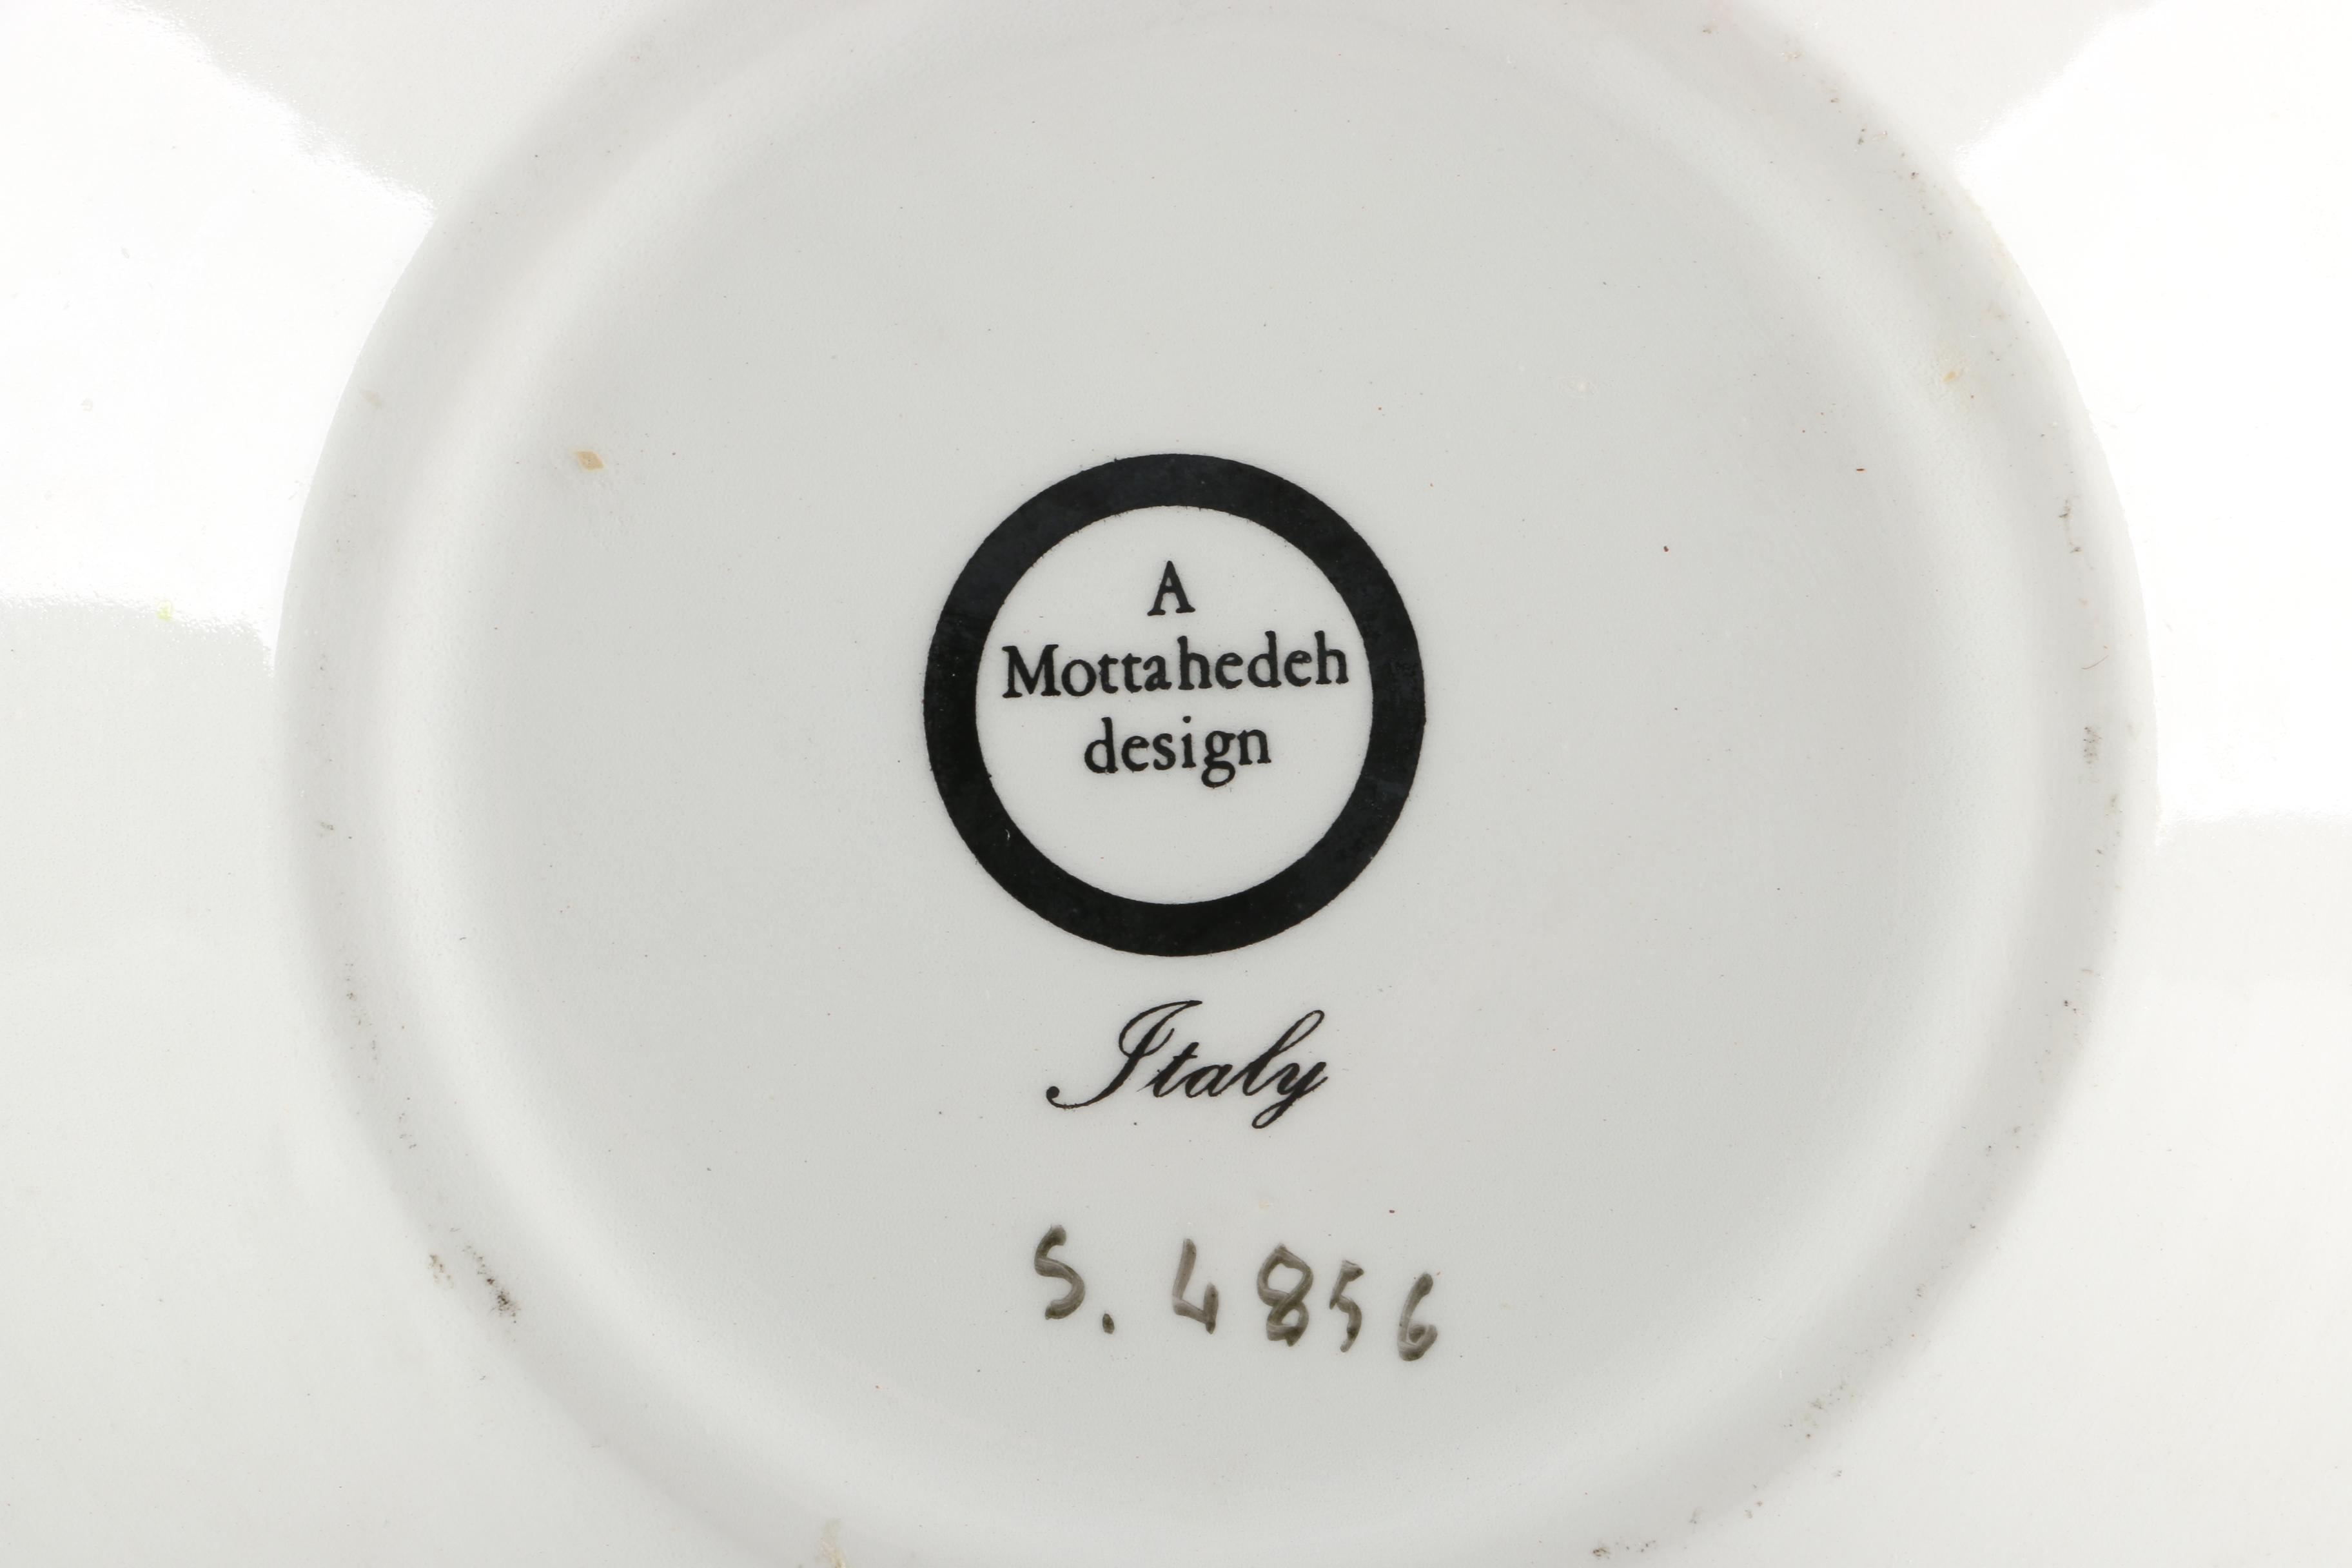 A
Mottahedeh
design
Italy
S. 4856